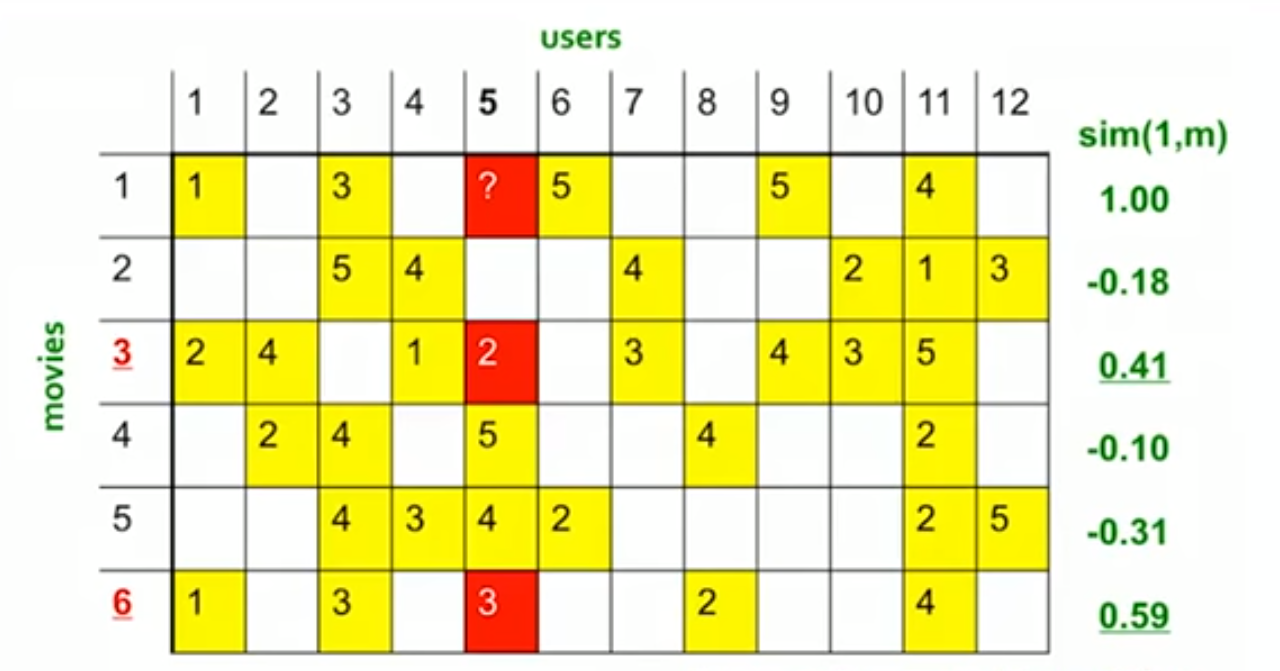 users
1 2 3 4 5 6 7 8 9 10 11 12
sim(1,m)
movies
1 1 3 ? 5 5 4 1.00
2 5 4 4 2 1 3 -0.18
3 2 4 1 2 3 4 3 5 0.41
4 2 4 5 4 2 -0.10
5 4 3 4 2 2 5 -0.31
6 1 3 3 2 4 0.59